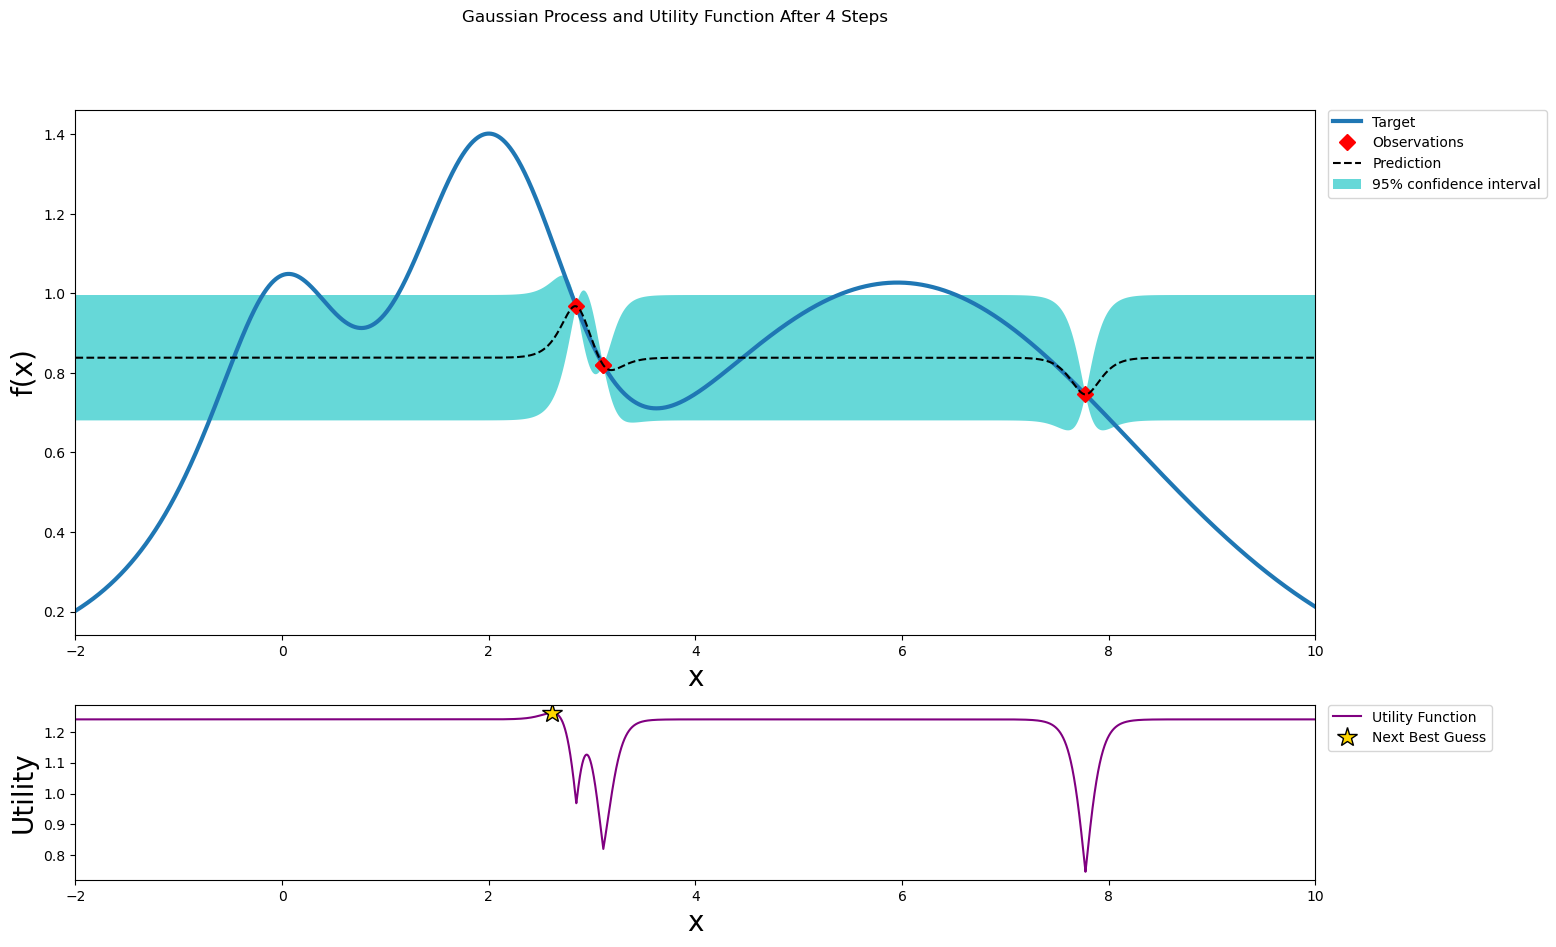 Gaussian Process and Utility Function After 4 Steps
1.4
1.2
1.0
0.8
0.6
0.4
0.2
f(x)
−2
0
2
4
6
8
10
x
Target
Observations
Prediction
95% confidence interval
1.2
1.1
1.0
0.9
0.8
Utility
−2
0
2
4
6
8
10
x
Utility Function
Next Best Guess